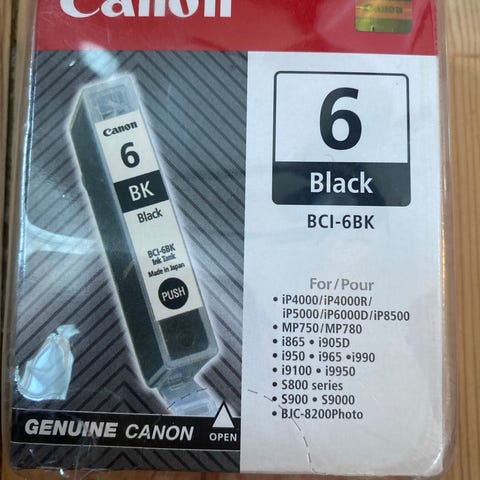 Canon
Canon
6
Black
BCI-6BK
Canon
6
BK
Black
BCI-6BK
Ink Tank
Made in Japan
PUSH
For/Pour
• iP4000/iP4000R/
iP5000/iP6000D/iP8500
• MP750/MP780
• i865 • i905D
• i950 • i965 • i990
• i9100 • i9950
• S800 series
• S900 • S9000
• BJC-8200Photo
GENUINE CANON
OPEN